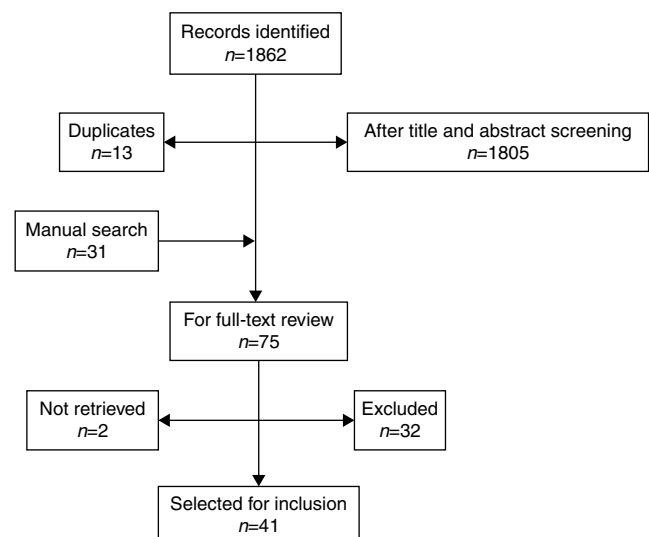 Records identified
n=1862
Duplicates
n=13
After title and abstract screening
n=1805
Manual search
n=31
For full-text review
n=75
Not retrieved
n=2
Excluded
n=32
Selected for inclusion
n=41